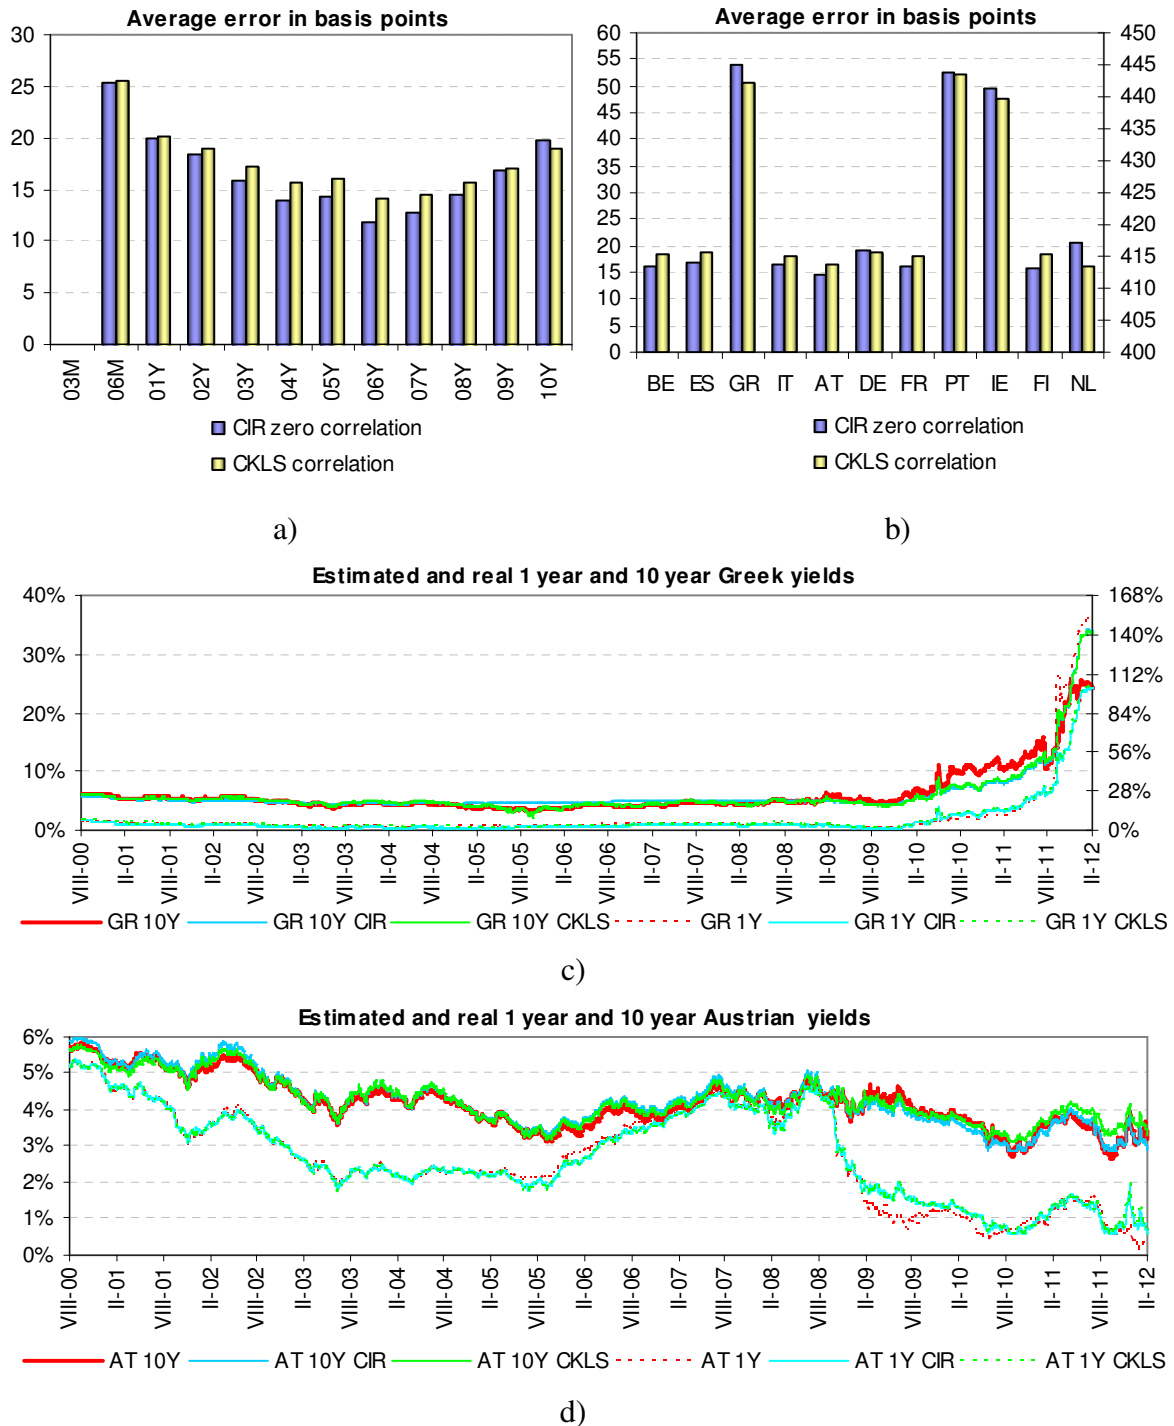 Average error in basis points
30
25
20
15
10
5
0
03M 06M 01Y 02Y 03Y 04Y 05Y 06Y 07Y 08Y 09Y 10Y
CIR zero correlation
CKLS correlation
a)
Average error in basis points
60 450
55
50 440
45
40 430
35
30
25 420
20
15 410
10
5
0 400
BE ES GR IT AT DE FR PT IE FI NL
CIR zero correlation
CKLS correlation
b)
Estimated and real 1 year and 10 year Greek yields
40% 168%
140%
30%
112%
20% 84%
56%
10%
28%
0% 0%
VIII-00 II-01 VIII-01 II-02 VIII-02 II-03 VIII-03 II-04 VIII-04 II-05 VIII-05 II-06 VIII-06 II-07 VIII-07 II-08 VIII-08 II-09 VIII-09 II-10 VIII-10 II-11 VIII-11 II-12
GR 10Y GR 10Y CIR GR 10Y CKLS GR 1Y GR 1Y CIR GR 1Y CKLS
c)
Estimated and real 1 year and 10 year Austrian yields
6%
5%
4%
3%
2%
1%
0%
VIII-00 II-01 VIII-01 II-02 VIII-02 II-03 VIII-03 II-04 VIII-04 II-05 VIII-05 II-06 VIII-06 II-07 VIII-07 II-08 VIII-08 II-09 VIII-09 II-10 VIII-10 II-11 VIII-11 II-12
AT 10Y AT 10Y CIR AT 10Y CKLS AT 1Y AT 1Y CIR AT 1Y CKLS
d)